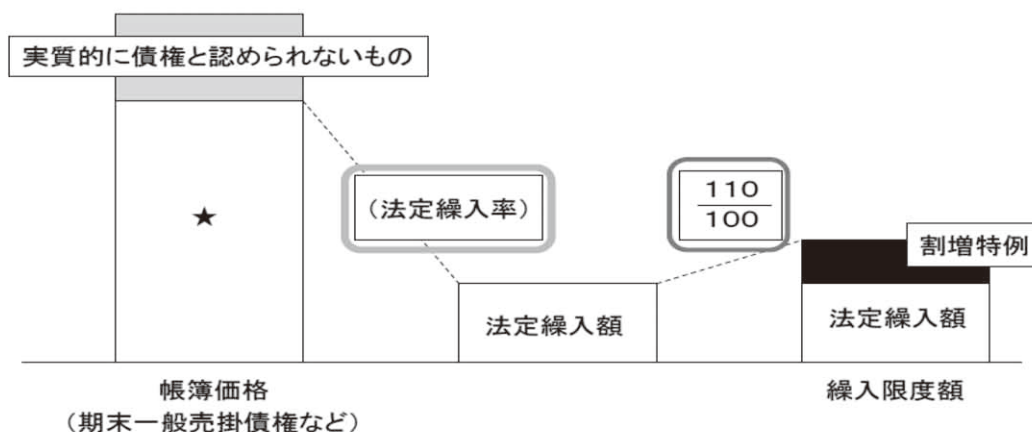 実質的に債権と認められないもの
★
（法定繰入率）
110
100
割増特例
法定繰入額
法定繰入額
帳簿価格
（期末一般売掛債権など）
繰入限度額